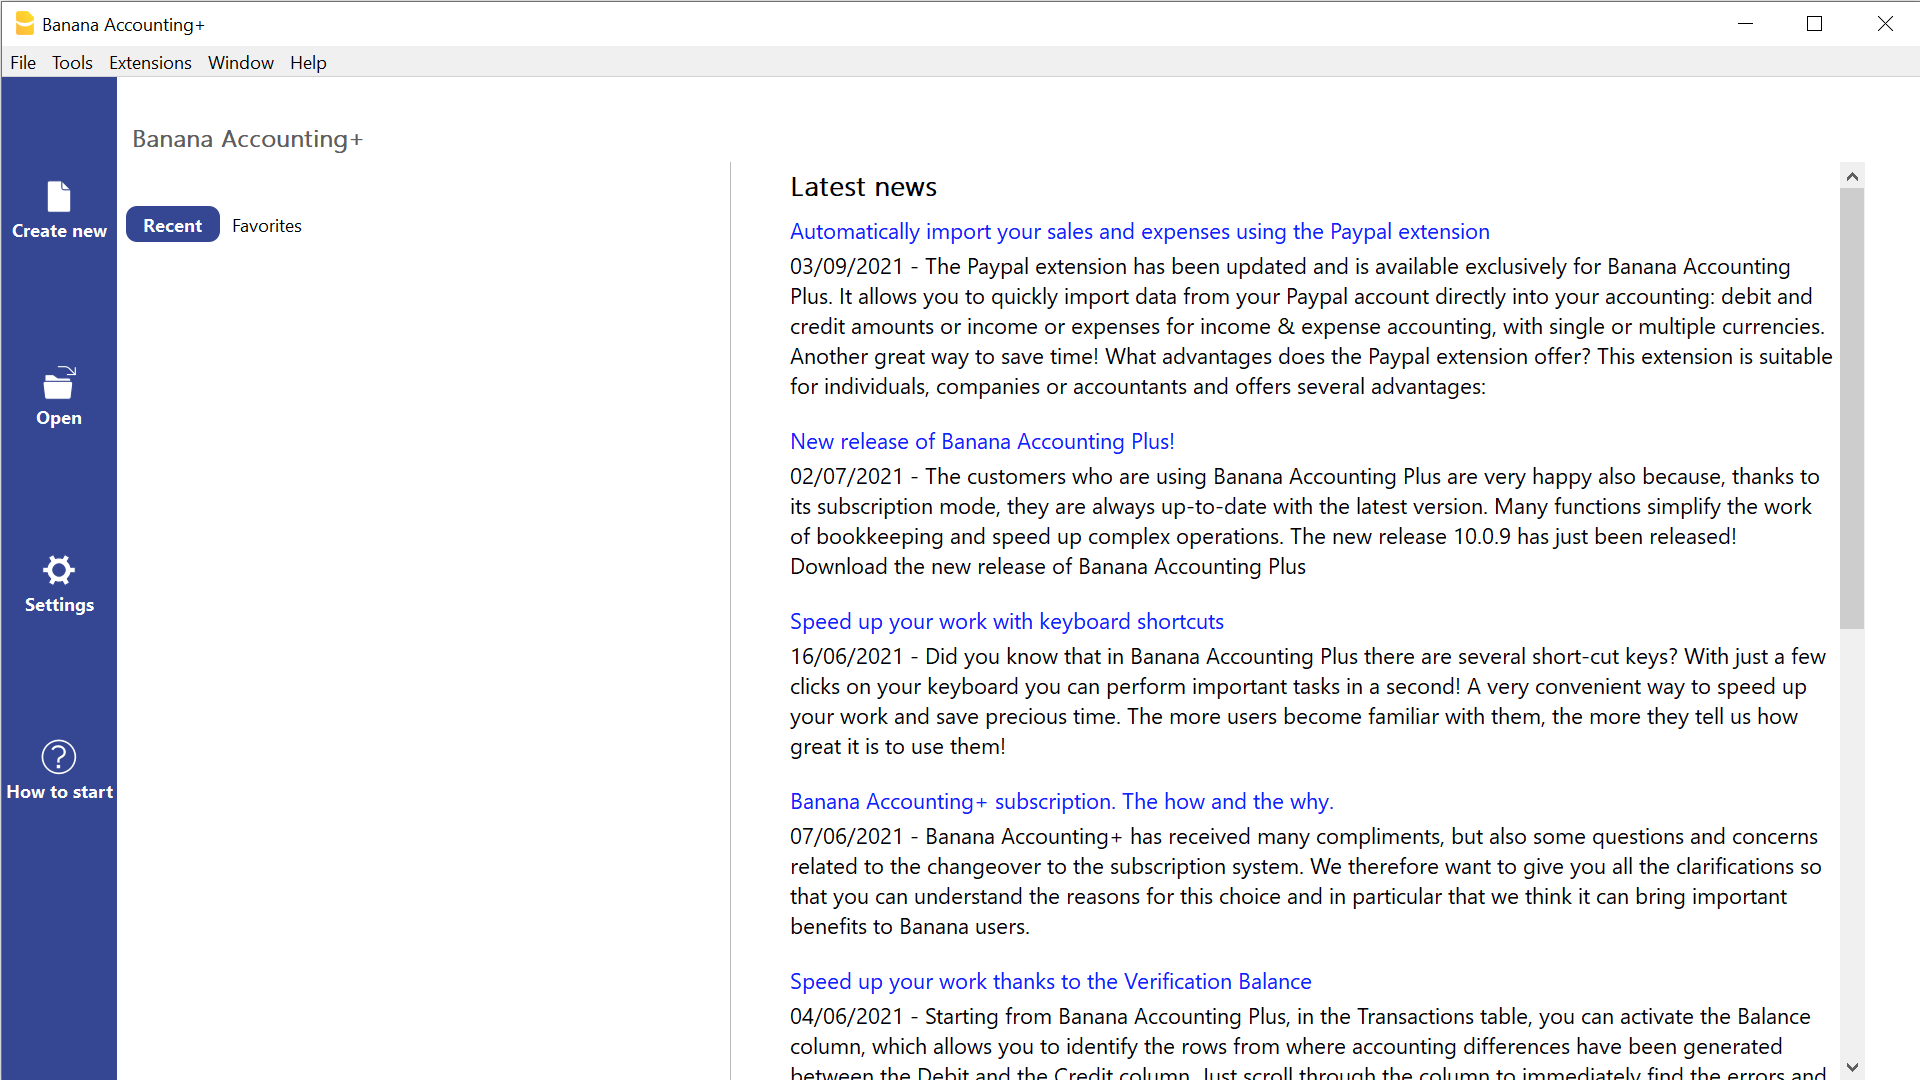 Banana Accounting+
File Tools Extensions Window Help
Banana Accounting+
Create new
Open
Settings
How to start
Recent Favorites
Latest news
Automatically import your sales and expenses using the Paypal extension
03/09/2021 - The Paypal extension has been updated and is available exclusively for Banana Accounting
Plus. It allows you to quickly import data from your Paypal account directly into your accounting: debit and
credit amounts or income or expenses for income & expense accounting, with single or multiple currencies.
Another great way to save time! What advantages does the Paypal extension offer? This extension is suitable
for individuals, companies or accountants and offers several advantages:
New release of Banana Accounting Plus!
02/07/2021 - The customers who are using Banana Accounting Plus are very happy also because, thanks to
its subscription mode, they are always up-to-date with the latest version. Many functions simplify the work
of bookkeeping and speed up complex operations. The new release 10.0.9 has just been released!
Download the new release of Banana Accounting Plus
Speed up your work with keyboard shortcuts
16/06/2021 - Did you know that in Banana Accounting Plus there are several short-cut keys? With just a few
clicks on your keyboard you can perform important tasks in a second! A very convenient way to speed up
your work and save precious time. The more users become familiar with them, the more they tell us how
great it is to use them!
Banana Accounting+ subscription. The how and the why.
07/06/2021 - Banana Accounting+ has received many compliments, but also some questions and concerns
related to the changeover to the subscription system. We therefore want to give you all the clarifications so
that you can understand the reasons for this choice and in particular that we think it can bring important
benefits to Banana users.
Speed up your work thanks to the Verification Balance
04/06/2021 - Starting from Banana Accounting Plus, in the Transactions table, you can activate the Balance
column, which allows you to identify the rows from where accounting differences have been generated
between the Debit and the Credit column. Just scroll through the column to immediately find the errors and